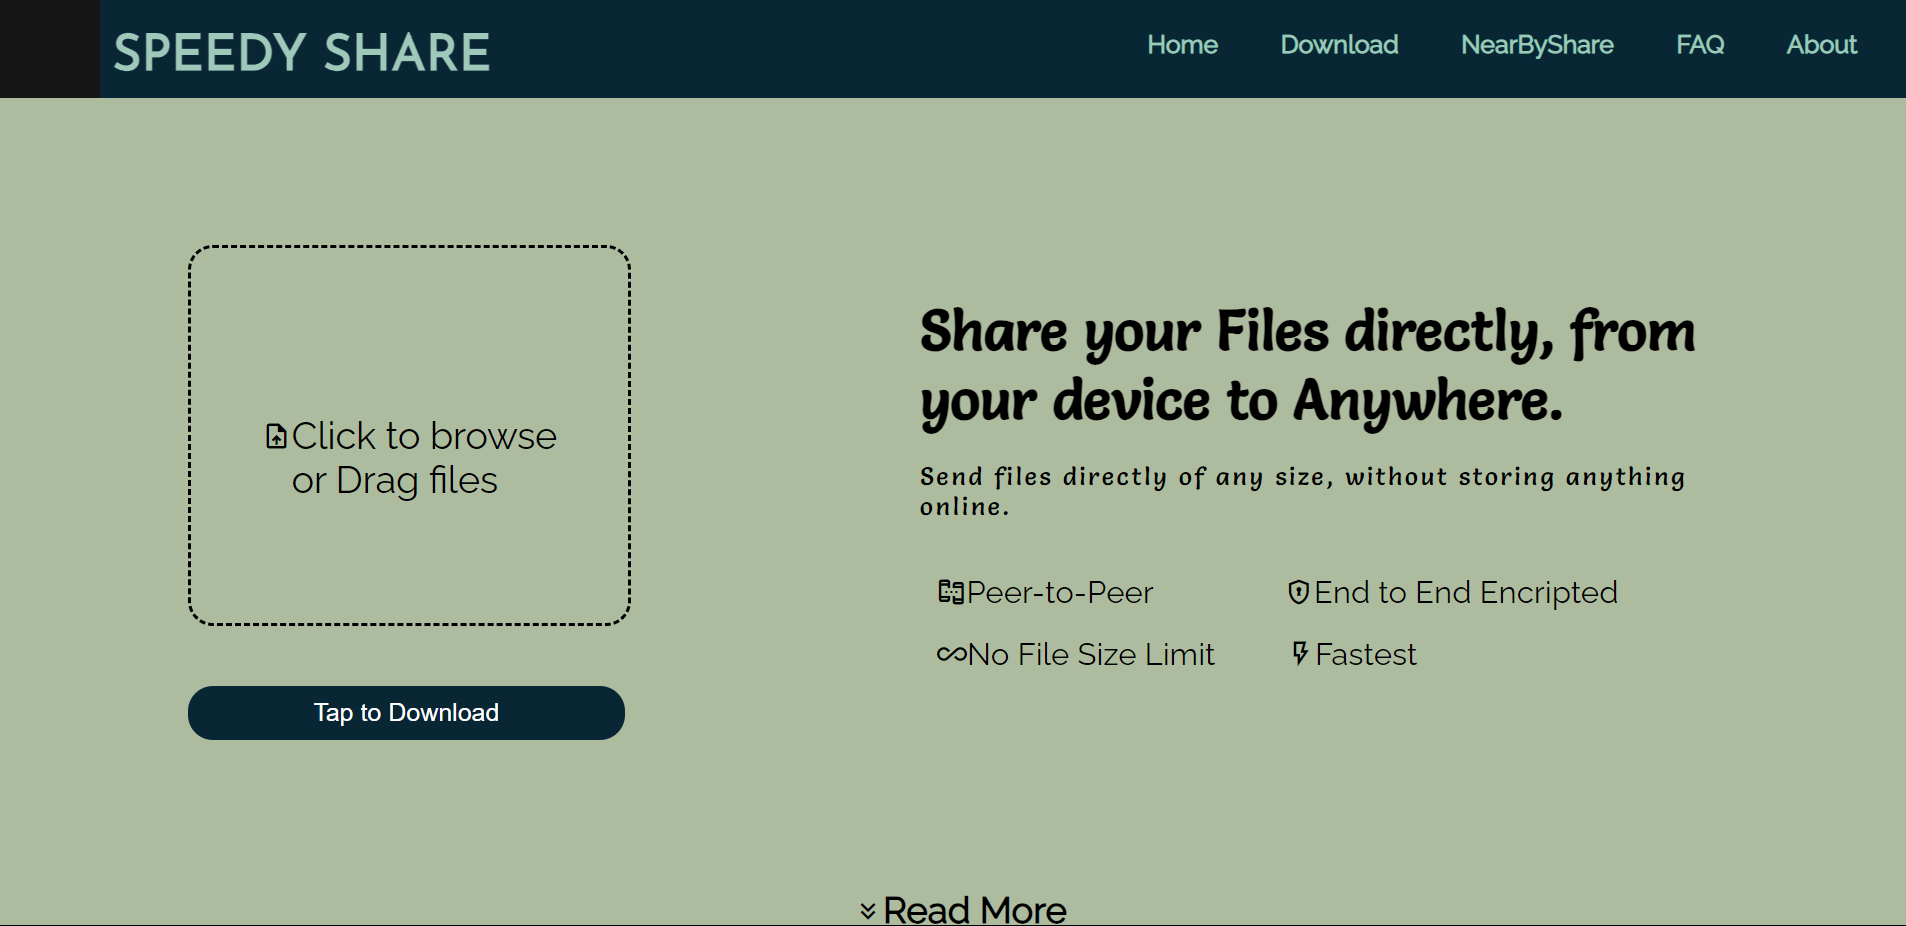 SPEEDY SHARE
Home
Download
NearByShare
FAQ
About
Click to browse
or Drag files
Tap to Download
Share your Files directly, from
your device to Anywhere.
Send files directly of any size, without storing anything
online.
Peer-to-Peer
End to End Encripted
No File Size Limit
Fastest
Read More